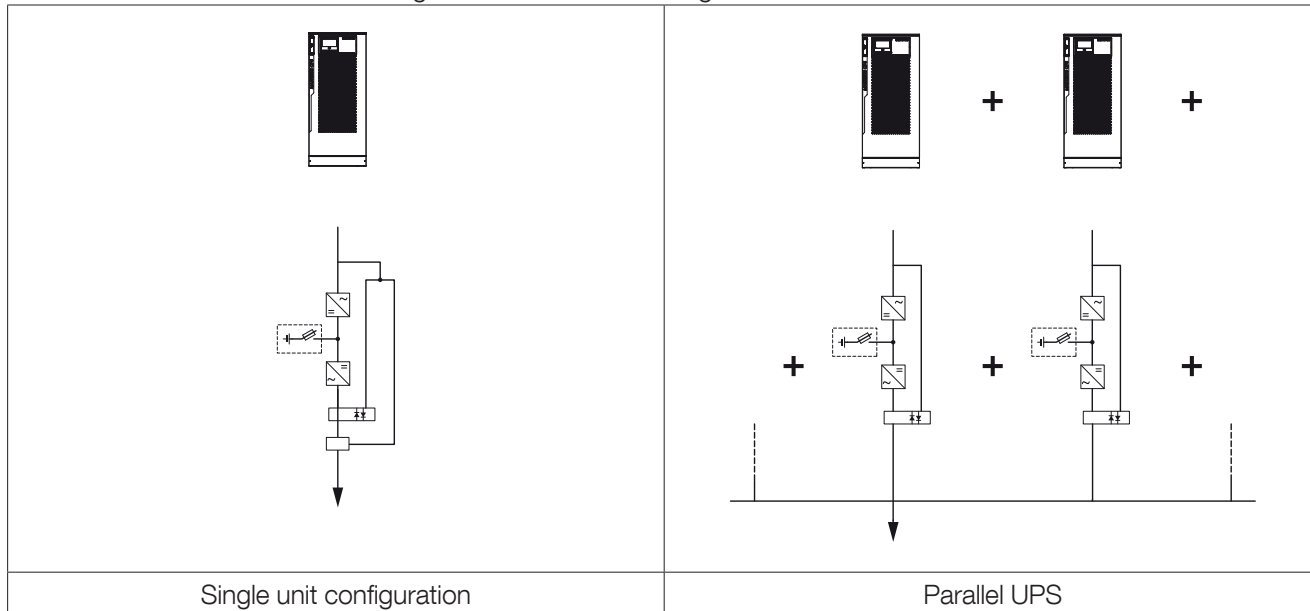 + +
+ + +
Single unit configuration
Parallel UPS